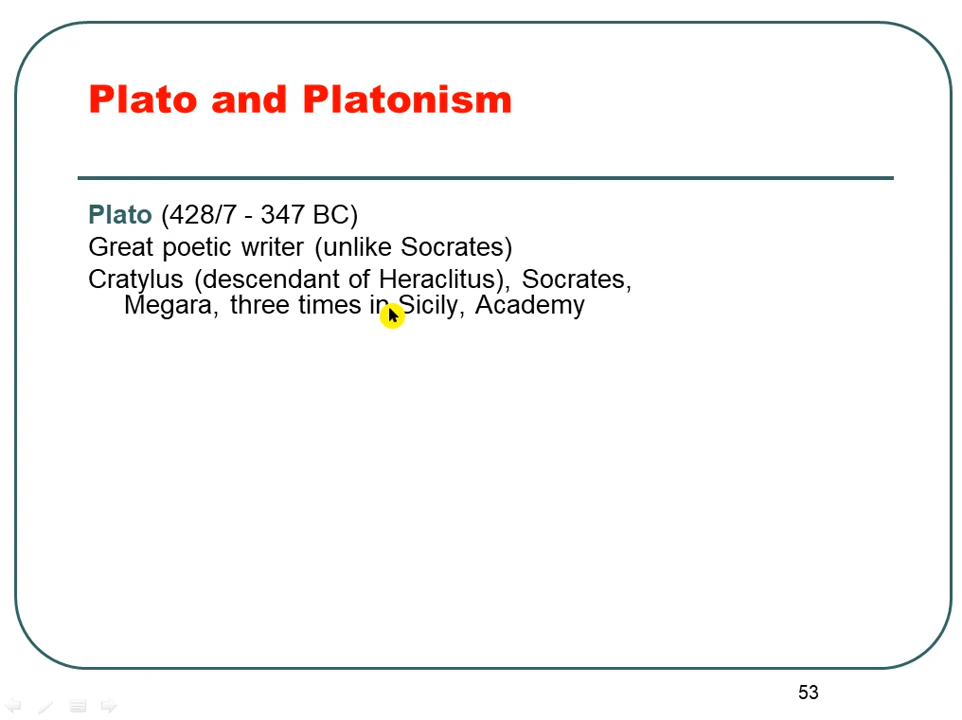 Plato and Platonism
Plato (428/7 - 347 BC)
Great poetic writer (unlike Socrates)
Cratylus (descendant of Heraclitus), Socrates,
Megara, three times in Sicily, Academy
53